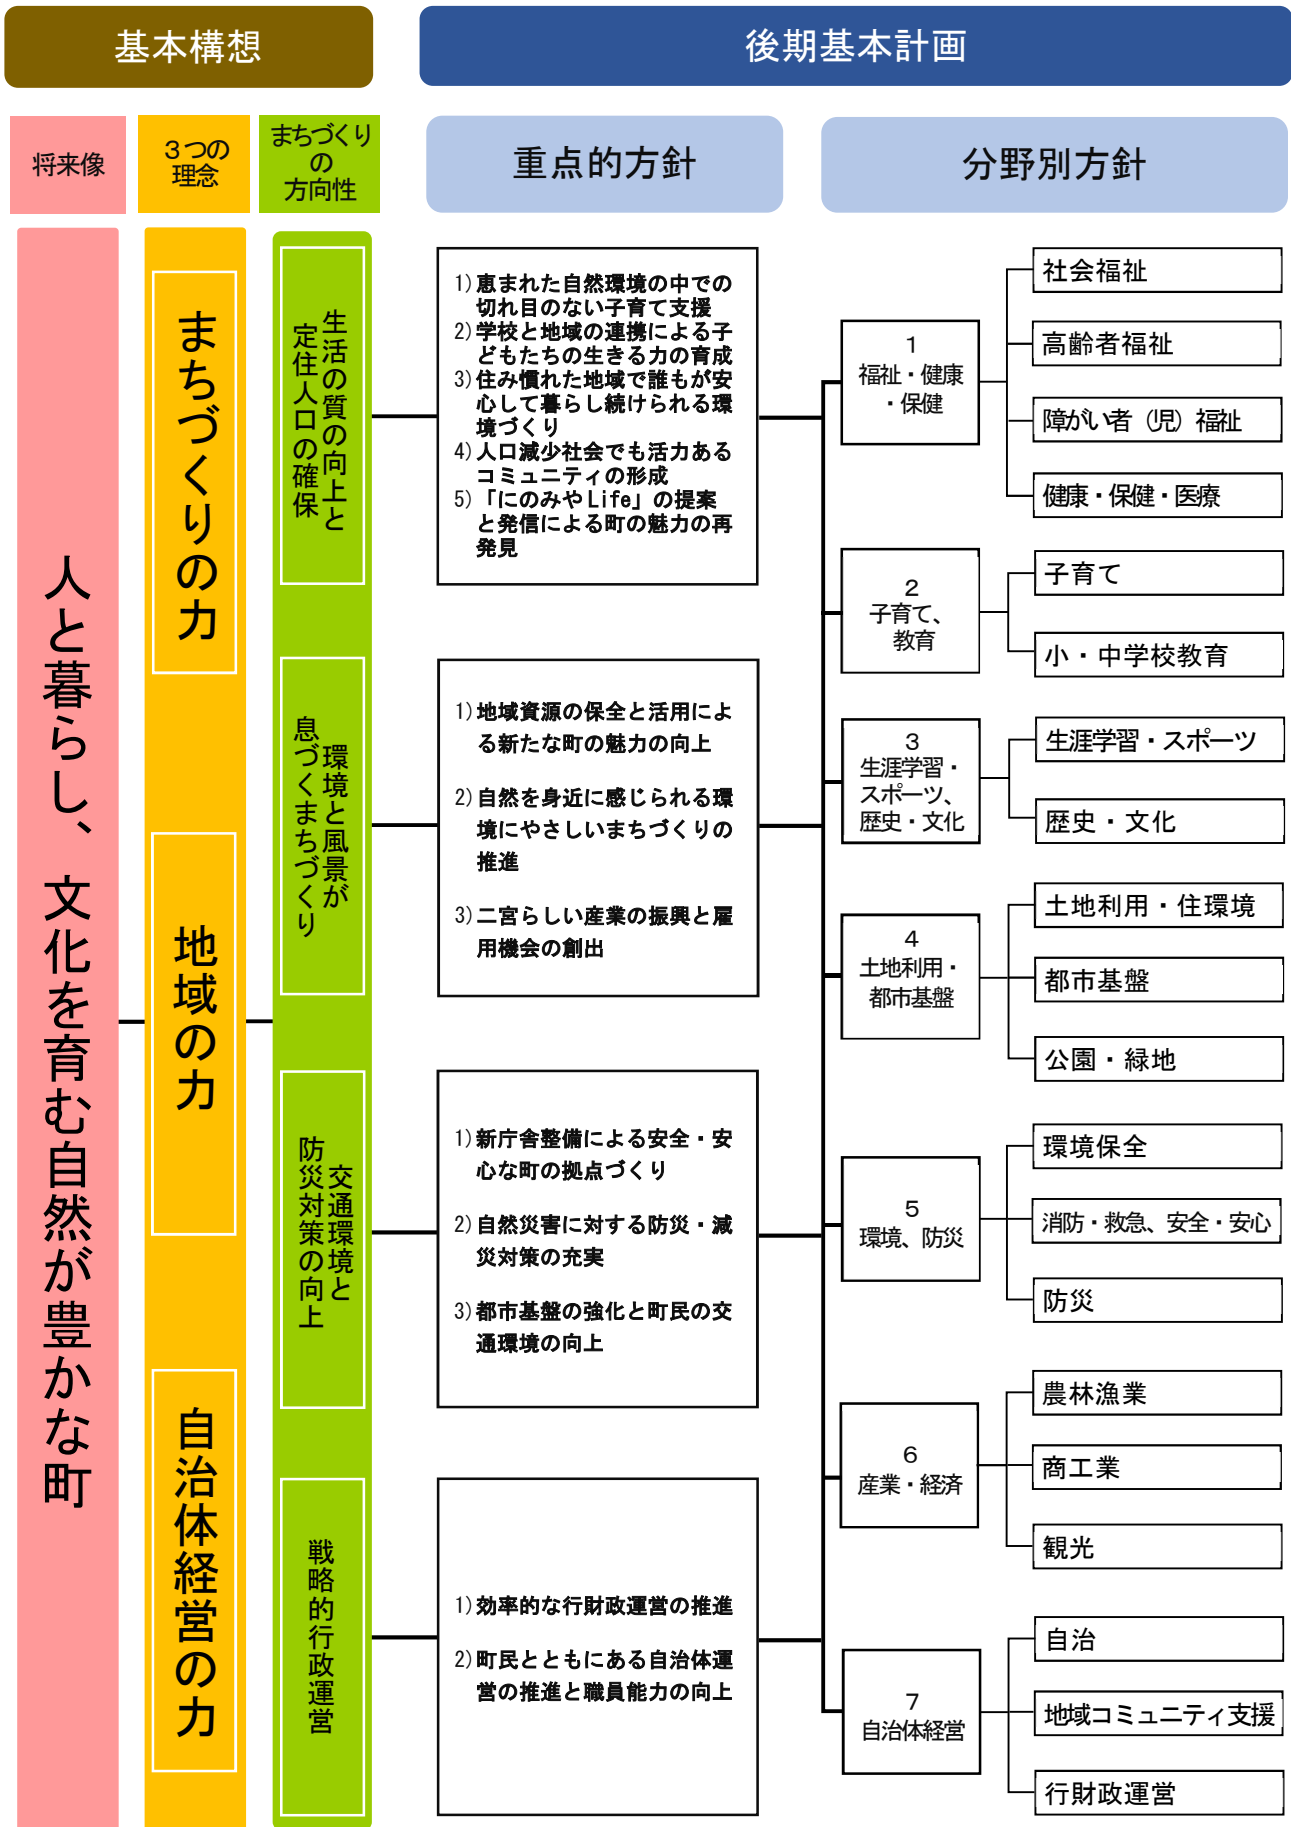 基本構想
後期基本計画
将来像
３つの
理念
まちづくり
の
方向性
重点的方針
分野別方針
人と暮らし、文化を育む自然が豊かな町
まちづくりの力
地域の力
自治体経営の力
生活の質の向上と
定住人口の確保
環境と風景が
息づくまちづくり
交通環境と
防災対策の向上
戦略的行政運営
1)恵まれた自然環境の中での
切れ目のない子育て支援
2)学校と地域の連携による子
どもたちの生きる力の育成
3)住み慣れた地域で誰もが安
心して暮らし続けられる環
境づくり
4)人口減少社会でも活力ある
コミュニティの形成
5)「にのみやLife」の提案
と発信による町の魅力の再
発見
1)地域資源の保全と活用によ
る新たな町の魅力の向上
2)自然を身近に感じられる環
境にやさしいまちづくりの
推進
3)二宮らしい産業の振興と雇
用機会の創出
1)新庁舎整備による安全・安
心な町の拠点づくり
2)自然災害に対する防災・減
災対策の充実
3)都市基盤の強化と町民の交
通環境の向上
1)効率的な行財政運営の推進
2)町民とともにある自治体運
営の推進と職員能力の向上
1
福祉・健康
・保健
社会福祉
高齢者福祉
障がい者（児）福祉
健康・保健・医療
2
子育て、
教育
子育て
小・中学校教育
3
生涯学習・
スポーツ、
歴史・文化
生涯学習・スポーツ
歴史・文化
4
土地利用・
都市基盤
土地利用・住環境
都市基盤
公園・緑地
5
環境、防災
環境保全
消防・救急、安全・安心
防災
6
産業・経済
農林漁業
商工業
観光
7
自治体経営
自治
地域コミュニティ支援
行財政運営